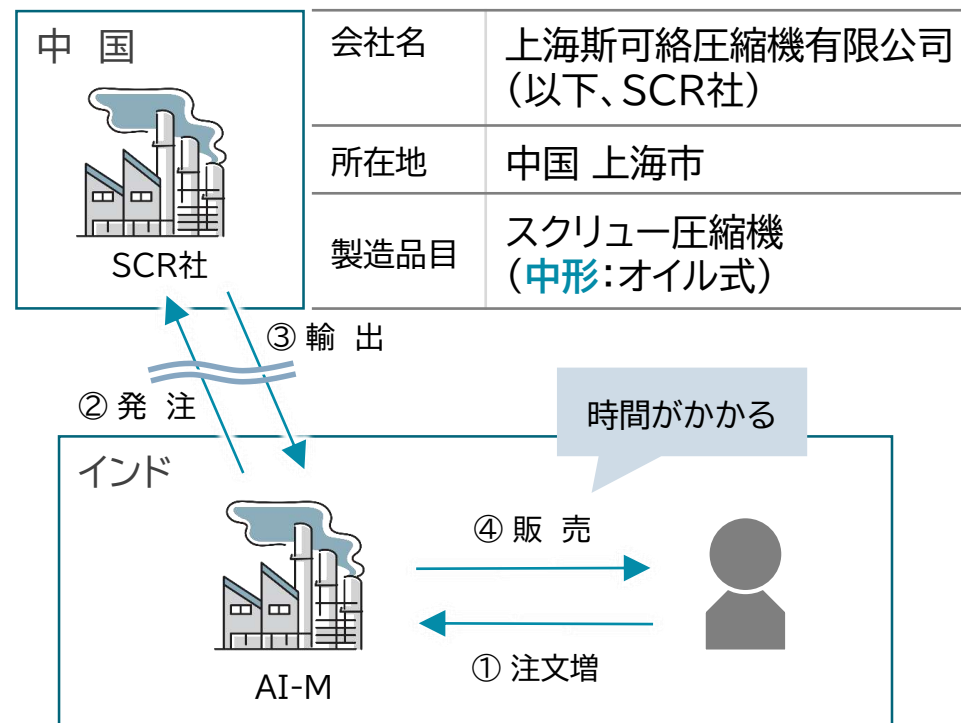 中 国
SCR社
会社名
上海斯可絡圧縮機有限公司
(以下、SCR社)
所在地
中国 上海市
製造品目
スクリュー圧縮機
(中形:オイル式)
③ 輸 出
② 発 注
時間がかかる
インド
④ 販 売
① 注文増
AI-M